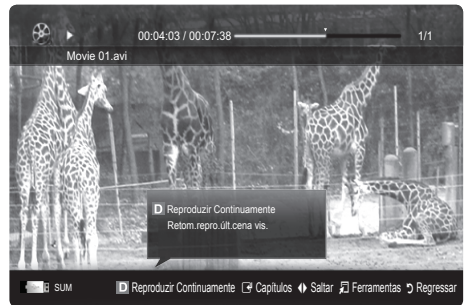 00:04:03 / 00:07:38 1/1
Movie 01.avi
D Reproduzir Continuamente
Retom.repro.últ.cena vis.
SUM D Reproduzir Continuamente Capítulos Saltar Ferramentas Regressar